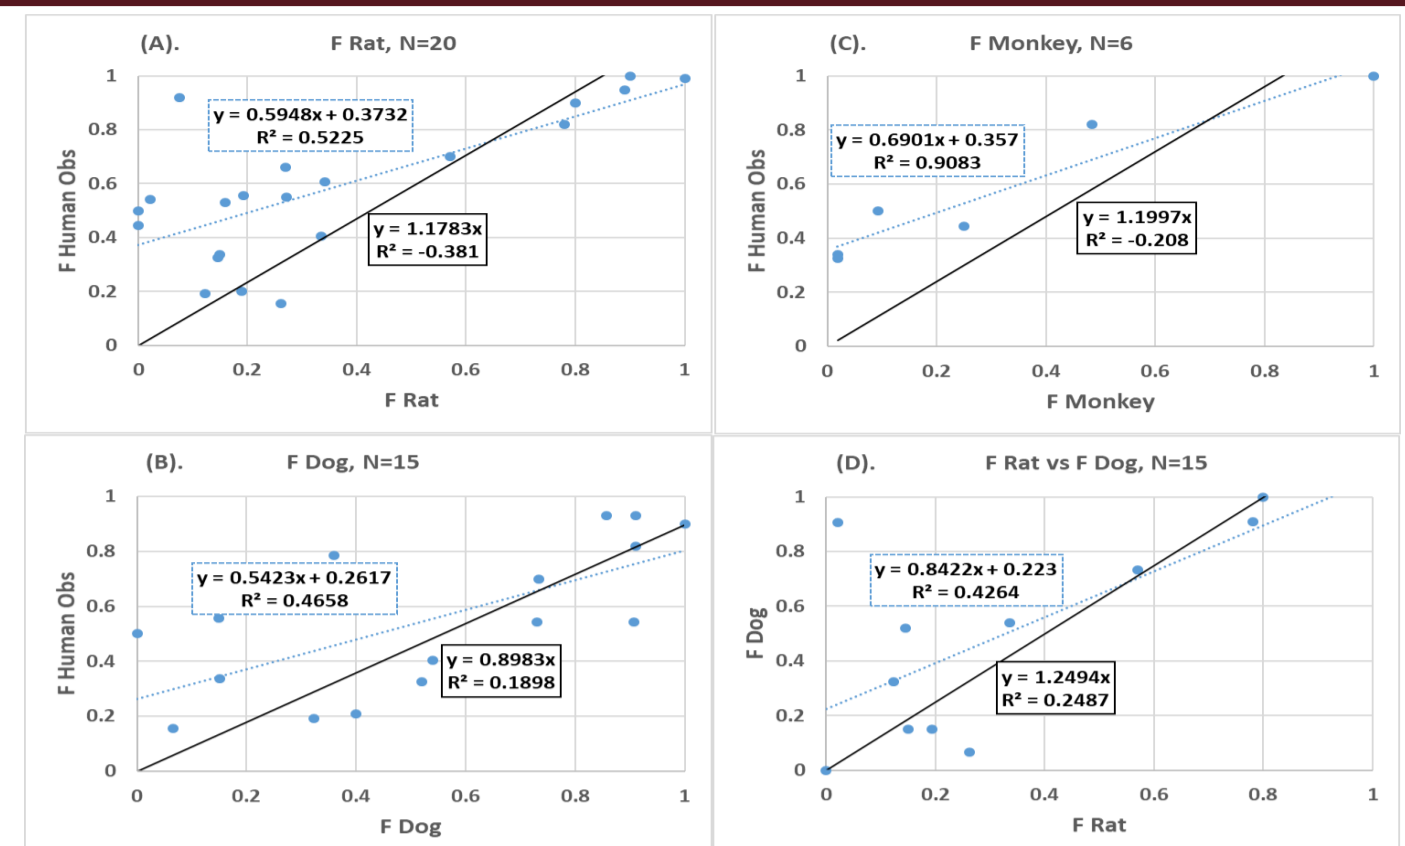 (A). F Rat, N=20
1
0.8
0.6
0.4
0.2
0
F Human Obs
y = 0.5948x + 0.3732
R² = 0.5225
y = 1.1783x
R² = -0.381
0 0.2 0.4 0.6 0.8 1
F Rat
(C). F Monkey, N=6
1
0.8
0.6
0.4
0.2
0
F Human Obs
y = 0.6901x + 0.357
R² = 0.9083
y = 1.1997x
R² = -0.208
0 0.2 0.4 0.6 0.8 1
F Monkey
(B). F Dog, N=15
1
0.8
0.6
0.4
0.2
0
F Human Obs
y = 0.5423x + 0.2617
R² = 0.4658
y = 0.8983x
R² = 0.1898
0 0.2 0.4 0.6 0.8 1
F Dog
(D). F Rat vs F Dog, N=15
1
0.8
0.6
0.4
0.2
0
F Dog
y = 0.8422x + 0.223
R² = 0.4264
y = 1.2494x
R² = 0.2487
0 0.2 0.4 0.6 0.8 1
F Rat